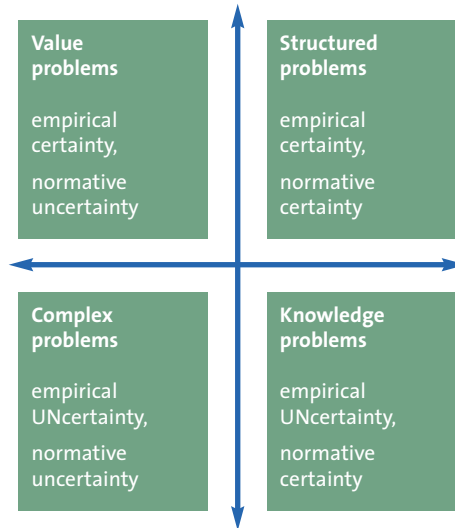 Value
problems
empirical
certainty,
normative
uncertainty
Structured
problems
empirical
certainty,
normative
certainty
Complex
problems
empirical
UNcertainty,
normative
uncertainty
Knowledge
problems
empirical
UNcertainty,
normative
certainty